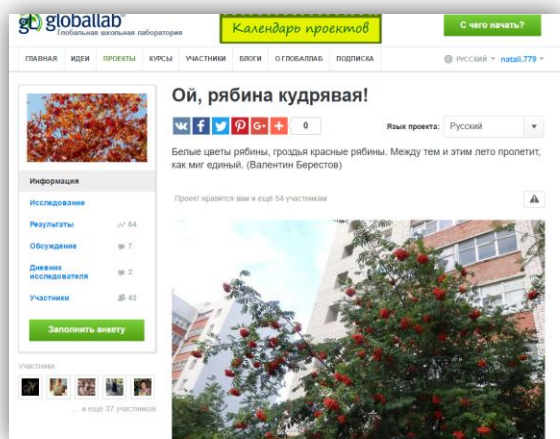 globallab®
Глобальная школьная лаборатория
Календарь проектов
С чего начать?
ГЛАВНАЯ ИДЕИ ПРОЕКТЫ КУРСЫ УЧАСТНИКИ БЛОГИ О ГЛОБАЛЛАБ ПОДПИСКА
РУССКИЙ natali.779
Ой, рябина кудрявая!
0
Язык проекта: Русский
Белые цветы рябины, гроздья красные рябины. Между тем и этим лето пролетит,
как миг единый. (Валентин Берестов)
Проект нравится вам и ещё 54 участникам
Информация
Исследование
Результаты 64
Обсуждение 7
Дневник
исследователя 2
Участники 42
Заполнить анкету
Участники:
... и ещё 37 участников